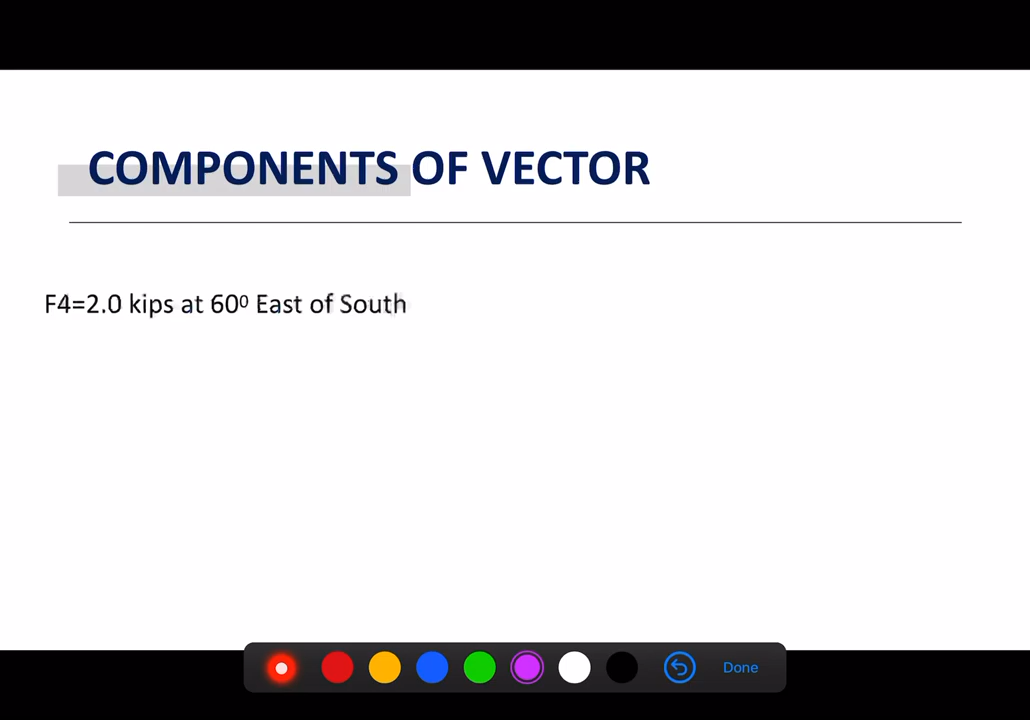 COMPONENTS OF VECTOR
F4=2.0 kips at 60⁰ East of South
Done